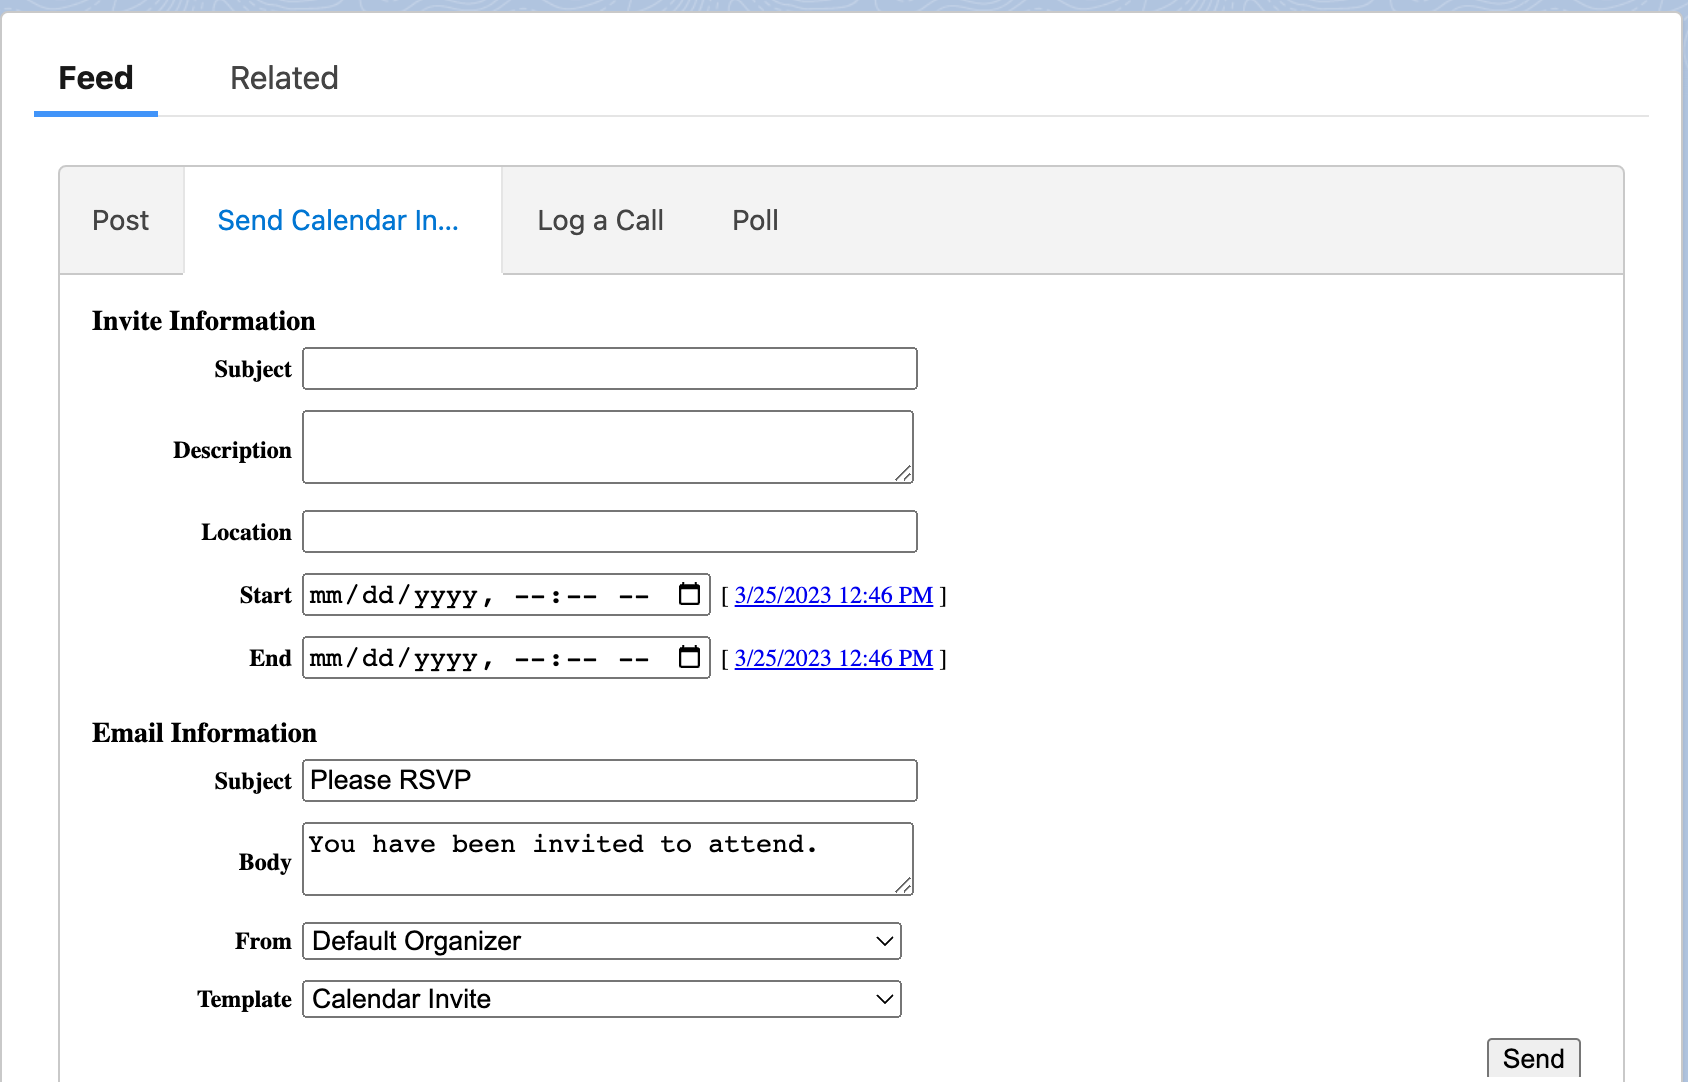 Feed Related
Post Send Calendar In... Log a Call Poll
Invite Information
Subject
Description
Location
Start mm/dd/yyyy, --:-- -- [ 3/25/2023 12:46 PM ]
End mm/dd/yyyy, --:-- -- [ 3/25/2023 12:46 PM ]
Email Information
Subject Please RSVP
Body You have been invited to attend.
From Default Organizer
Template Calendar Invite
Send